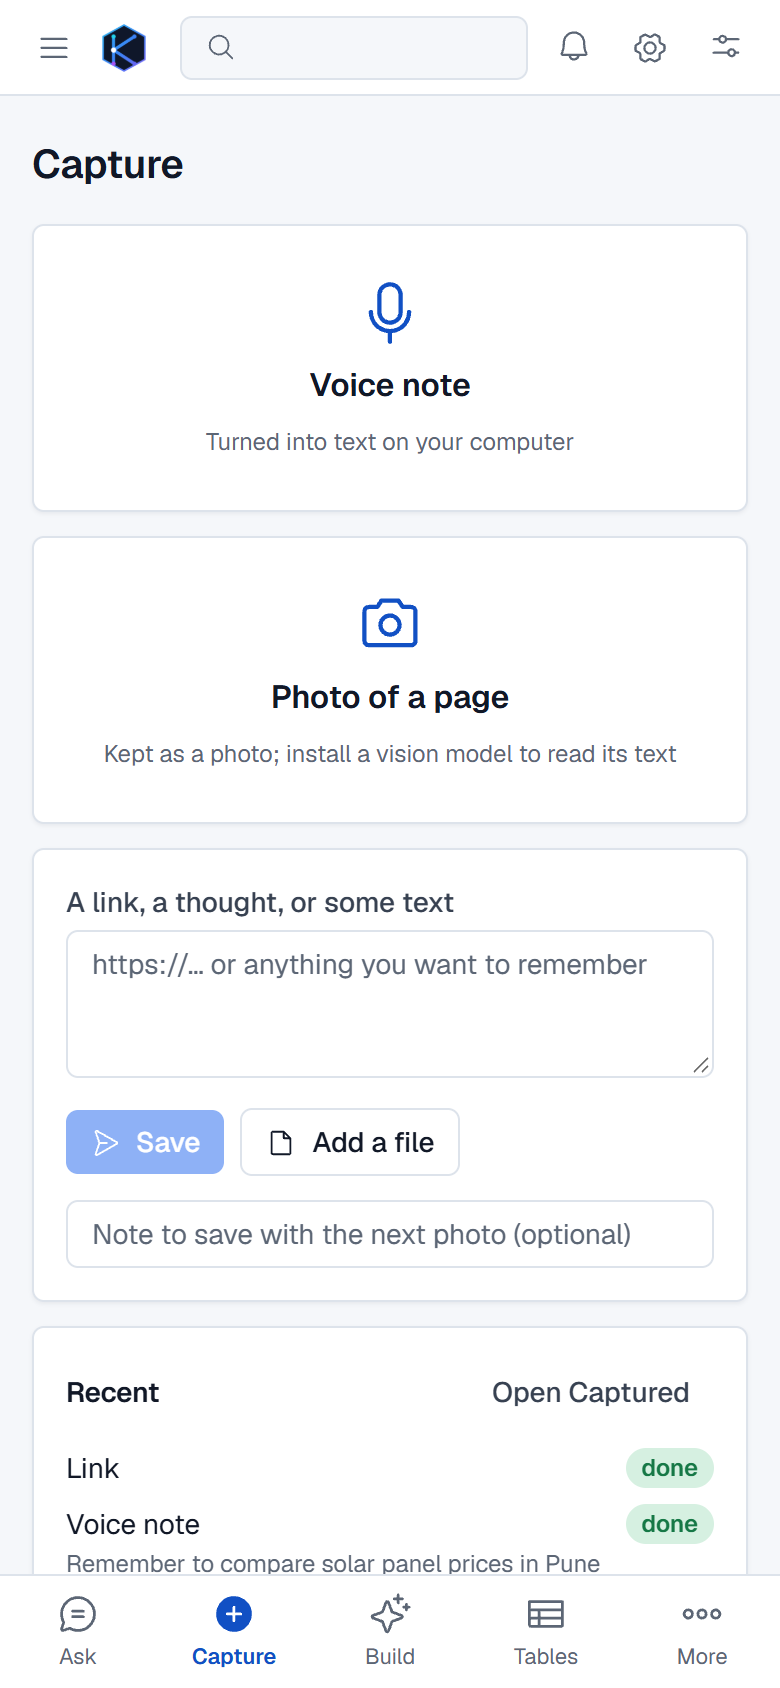 Capture
Voice note
Turned into text on your computer
Photo of a page
Kept as a photo; install a vision model to read its text
A link, a thought, or some text
https://... or anything you want to remember
Save
Add a file
Note to save with the next photo (optional)
Recent
Open Captured
Link
done
Voice note
done
Remember to compare solar panel prices in Pune
Ask
Capture
Build
Tables
More